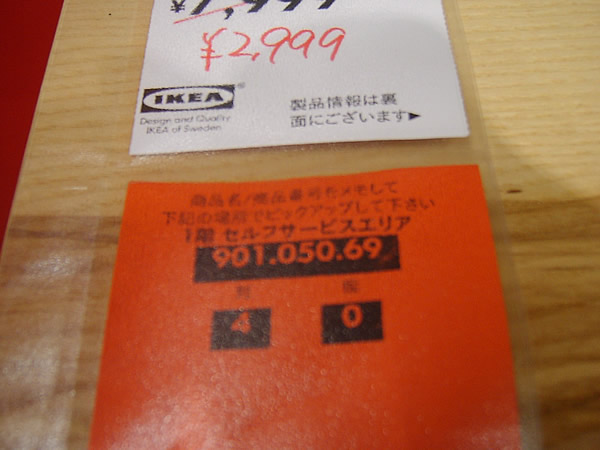 ¥2,999
IKEA®
Design and Quality
IKEA of Sweden
製品情報は裏
面にございます▶
商品名/商品番号をメモして
下記の場所でピックアップして下さい
1階 セルフサービスエリア
901.050.69
4 0